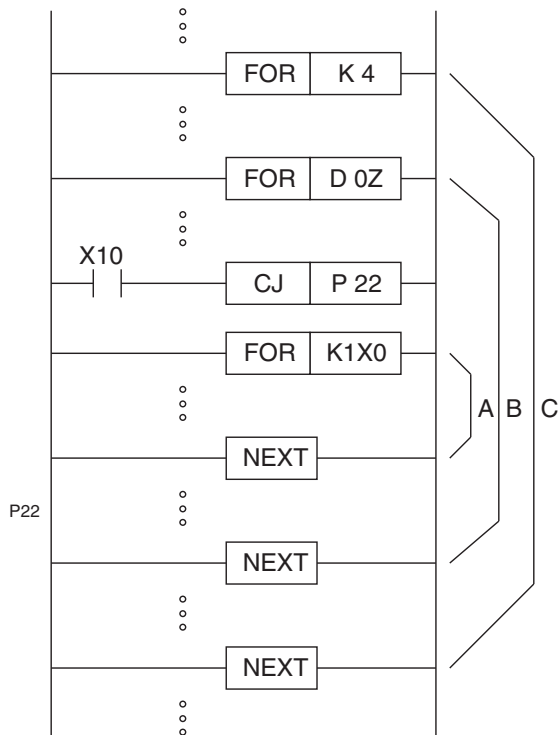 FOR K 4
FOR D 0Z
X10
CJ P 22
FOR K1X0
A B C
NEXT
P22
NEXT
NEXT